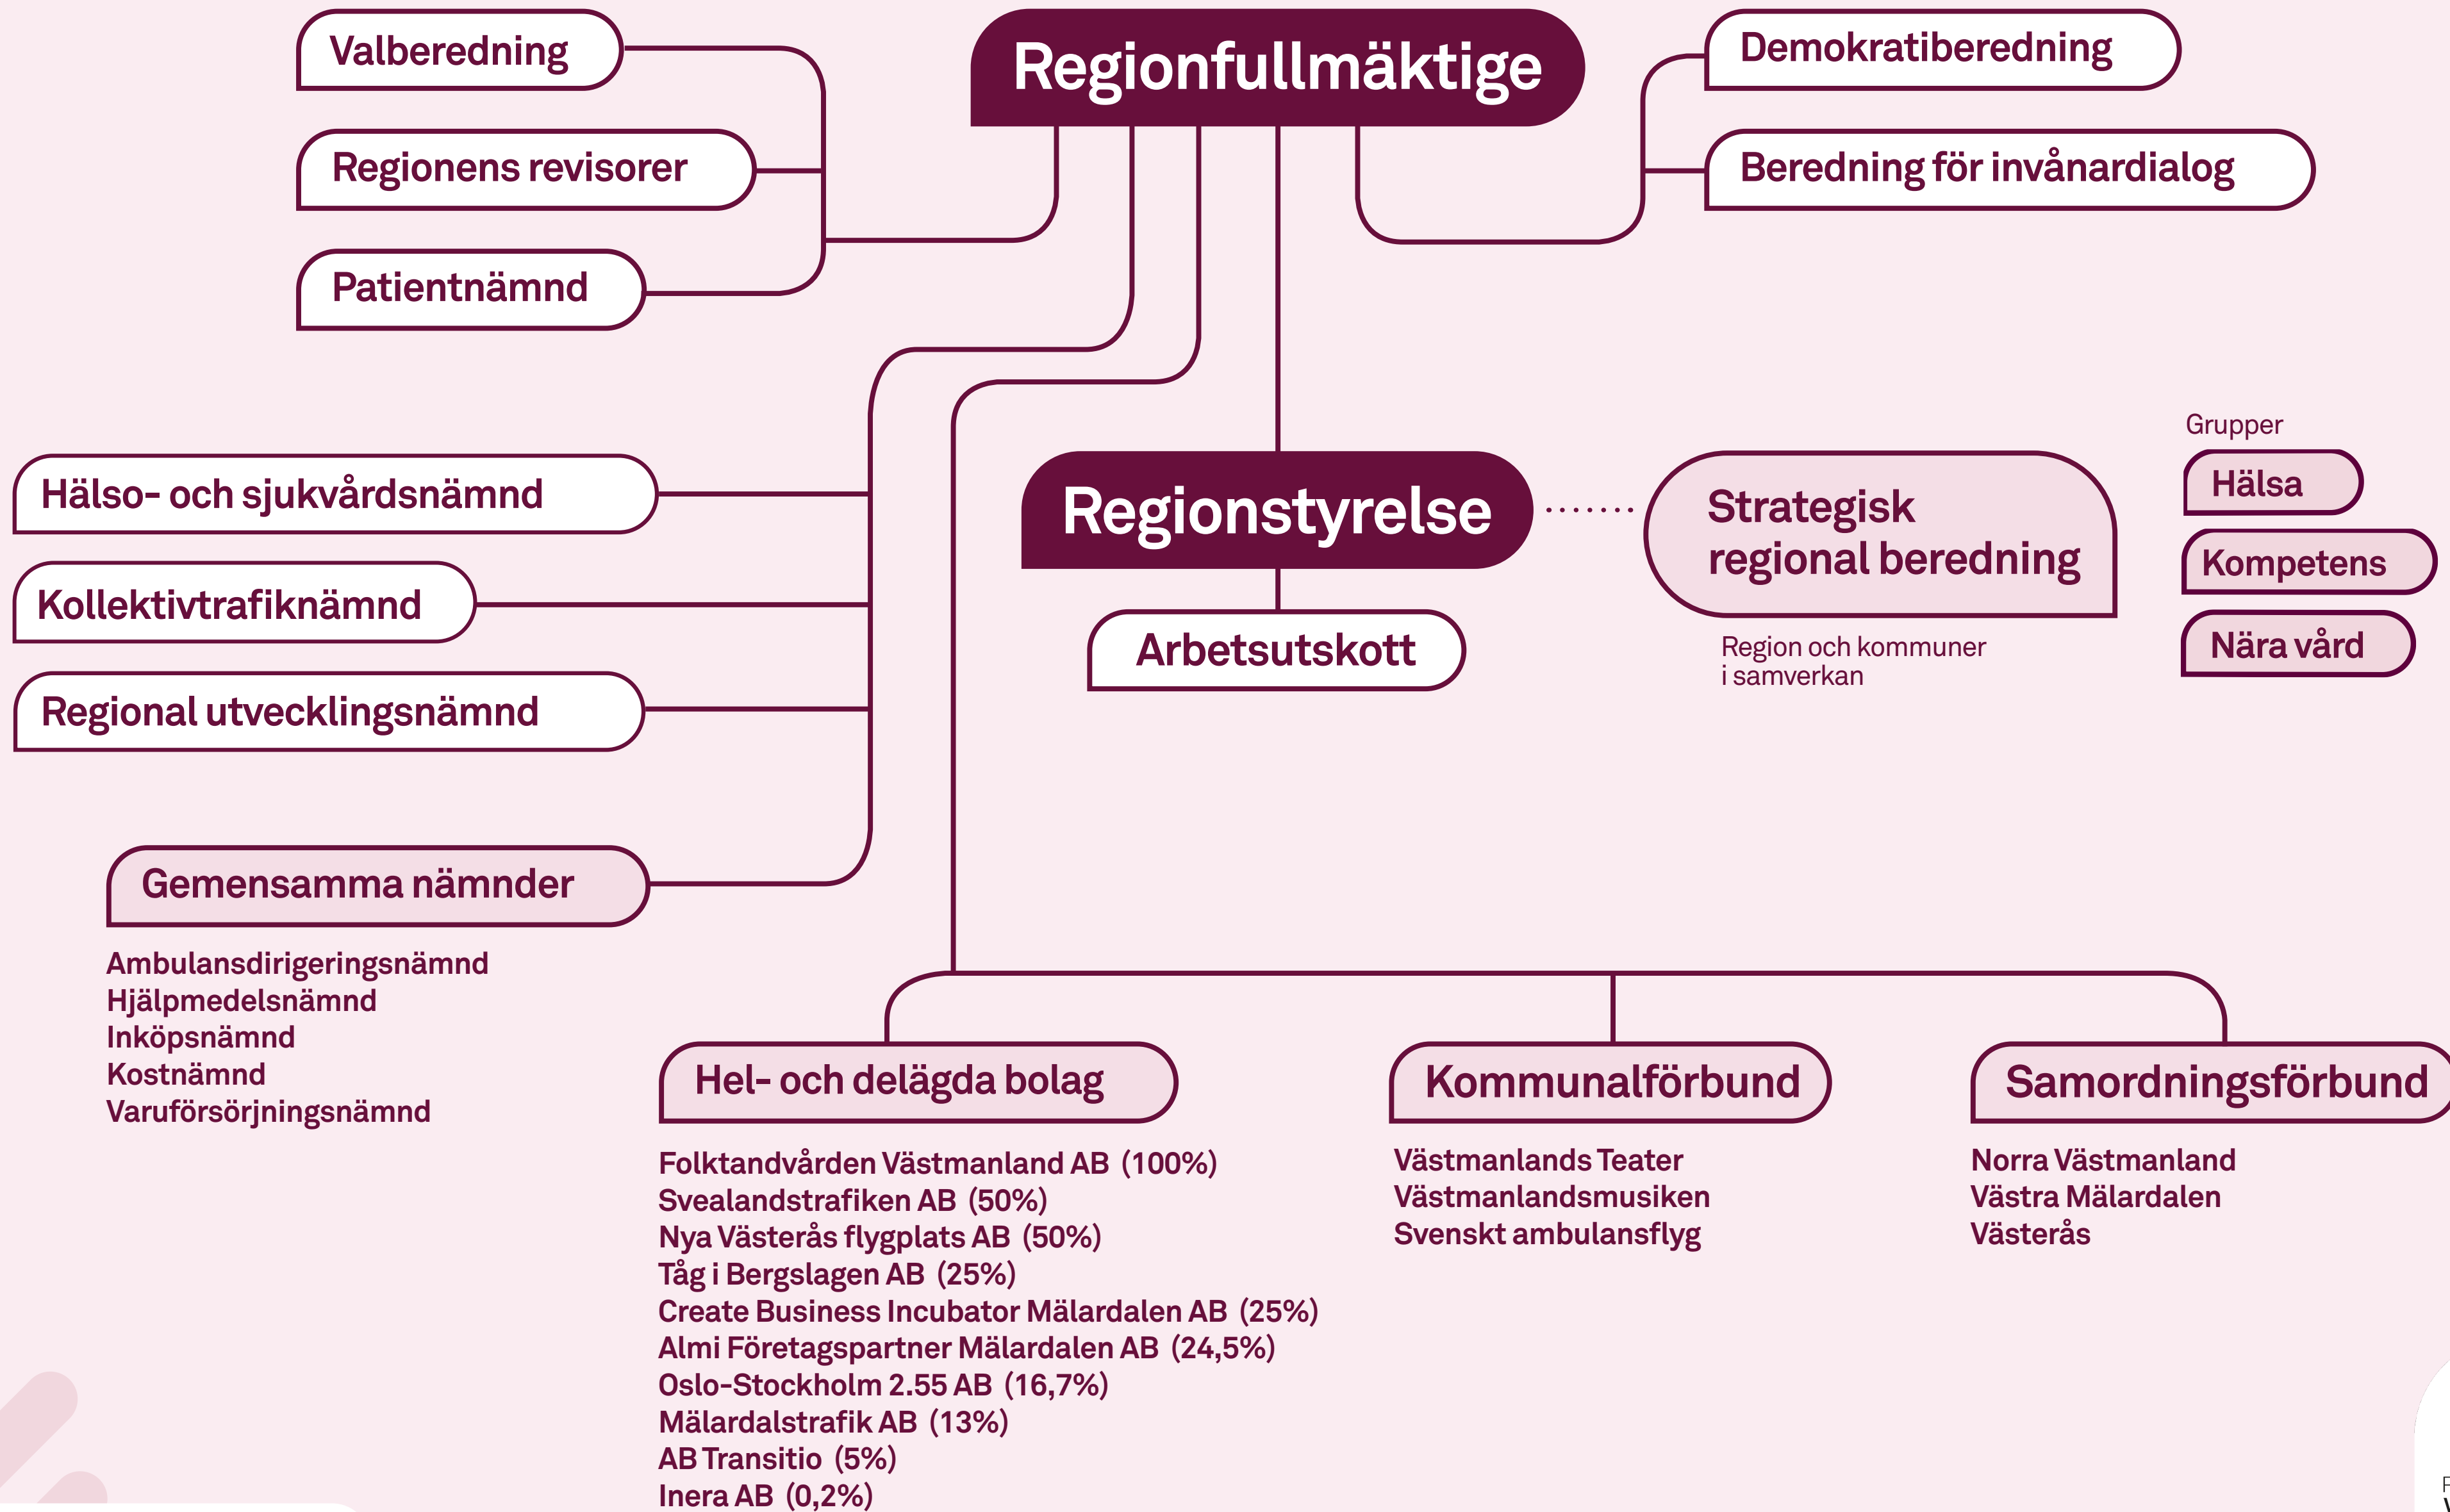 Valberedning
Regionens revisorer
Patientnämnd
Regionfullmäktige
Demokratiberedning
Beredning för invånardialog
Hälso- och sjukvårdsnämnd
Kollektivtrafiknämnd
Regional utvecklingsnämnd
Regionstyrelse
Arbetsutskott
Strategisk
regional beredning
Region och kommuner
i samverkan
Grupper
Hälsa
Kompetens
Nära vård
Gemensamma nämnder
Ambulansdirigeringsnämnd
Hjälpmedelsnämnd
Inköpsnämnd
Kostnämnd
Varuförsörjningsnämnd
Hel- och delägda bolag
Folktandvården Västmanland AB (100%)
Svealandstrafiken AB (50%)
Nya Västerås flygplats AB (50%)
Tåg i Bergslagen AB (25%)
Create Business Incubator Mälardalen AB (25%)
Almi Företagspartner Mälardalen AB (24,5%)
Oslo-Stockholm 2.55 AB (16,7%)
Mälardalstrafik AB (13%)
AB Transitio (5%)
Inera AB (0,2%)
Kommunalförbund
Västmanlands Teater
Västmanlandsmusiken
Svenskt ambulansflyg
Samordningsförbund
Norra Västmanland
Västra Mälardalen
Västerås